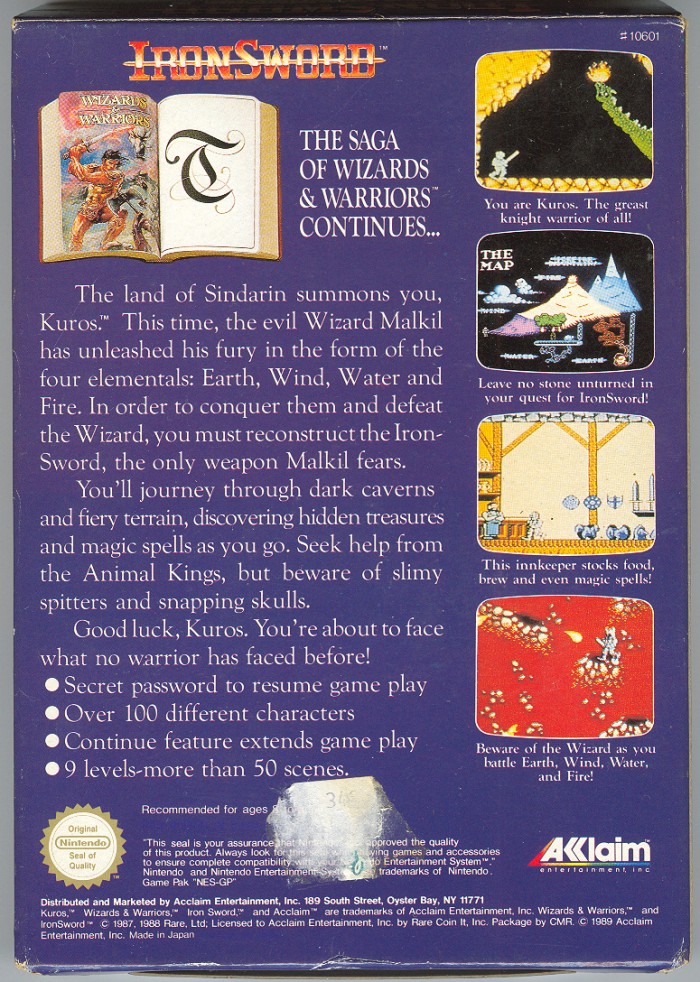 IRONSWORD™
#10601
WIZARDS
&
WARRIORS
T
THE SAGA
OF WIZARDS
& WARRIORS™
CONTINUES...
The land of Sindarin summons you,
Kuros.™ This time, the evil Wizard Malkil
has unleashed his fury in the form of the
four elementals: Earth, Wind, Water and
Fire. In order to conquer them and defeat
the Wizard, you must reconstruct the Iron-
Sword, the only weapon Malkil fears.
You'll journey through dark caverns
and fiery terrain, discovering hidden treasures
and magic spells as you go. Seek help from
the Animal Kings, but beware of slimy
spitters and snapping skulls.
Good luck, Kuros. You're about to face
what no warrior has faced before!
● Secret password to resume game play
● Over 100 different characters
● Continue feature extends game play
● 9 levels-more than 50 scenes.
You are Kuros. The greast
knight warrior of all!
THE
MAP
ICEFIRE
MOUNTAIN
FIRE
WIND
WATER
EARTH
Leave no stone unturned in
your quest for IronSword!
This innkeeper stocks food,
brew and even magic spells!
Beware of the Wizard as you
battle Earth, Wind, Water,
and Fire!
Recommended for ages
34
Original
Nintendo
Seal of
Quality
"This seal is your assurance that approved the quality
of this product. Always look for this games and accessories
to ensure complete compatibility with your Entertainment System™."
Nintendo and Nintendo Entertainment trademarks of Nintendo.
Game Pak "NES-GP"
AKKlaim™
entertainment, inc.
Distributed and Marketed by Acclaim Entertainment, Inc. 189 South Street, Oyster Bay, NY 11771
Kuros,™ Wizards & Warriors,™ Iron Sword,™ and Acclaim™ are trademarks of Acclaim Entertainment, Inc. Wizards & Warriors,™ and
IronSword™ © 1987, 1988 Rare, Ltd; Licensed to Acclaim Entertainment, Inc. by Rare Coin It, Inc. Package by CMR. © 1989 Acclaim
Entertainment, Inc. Made in Japan